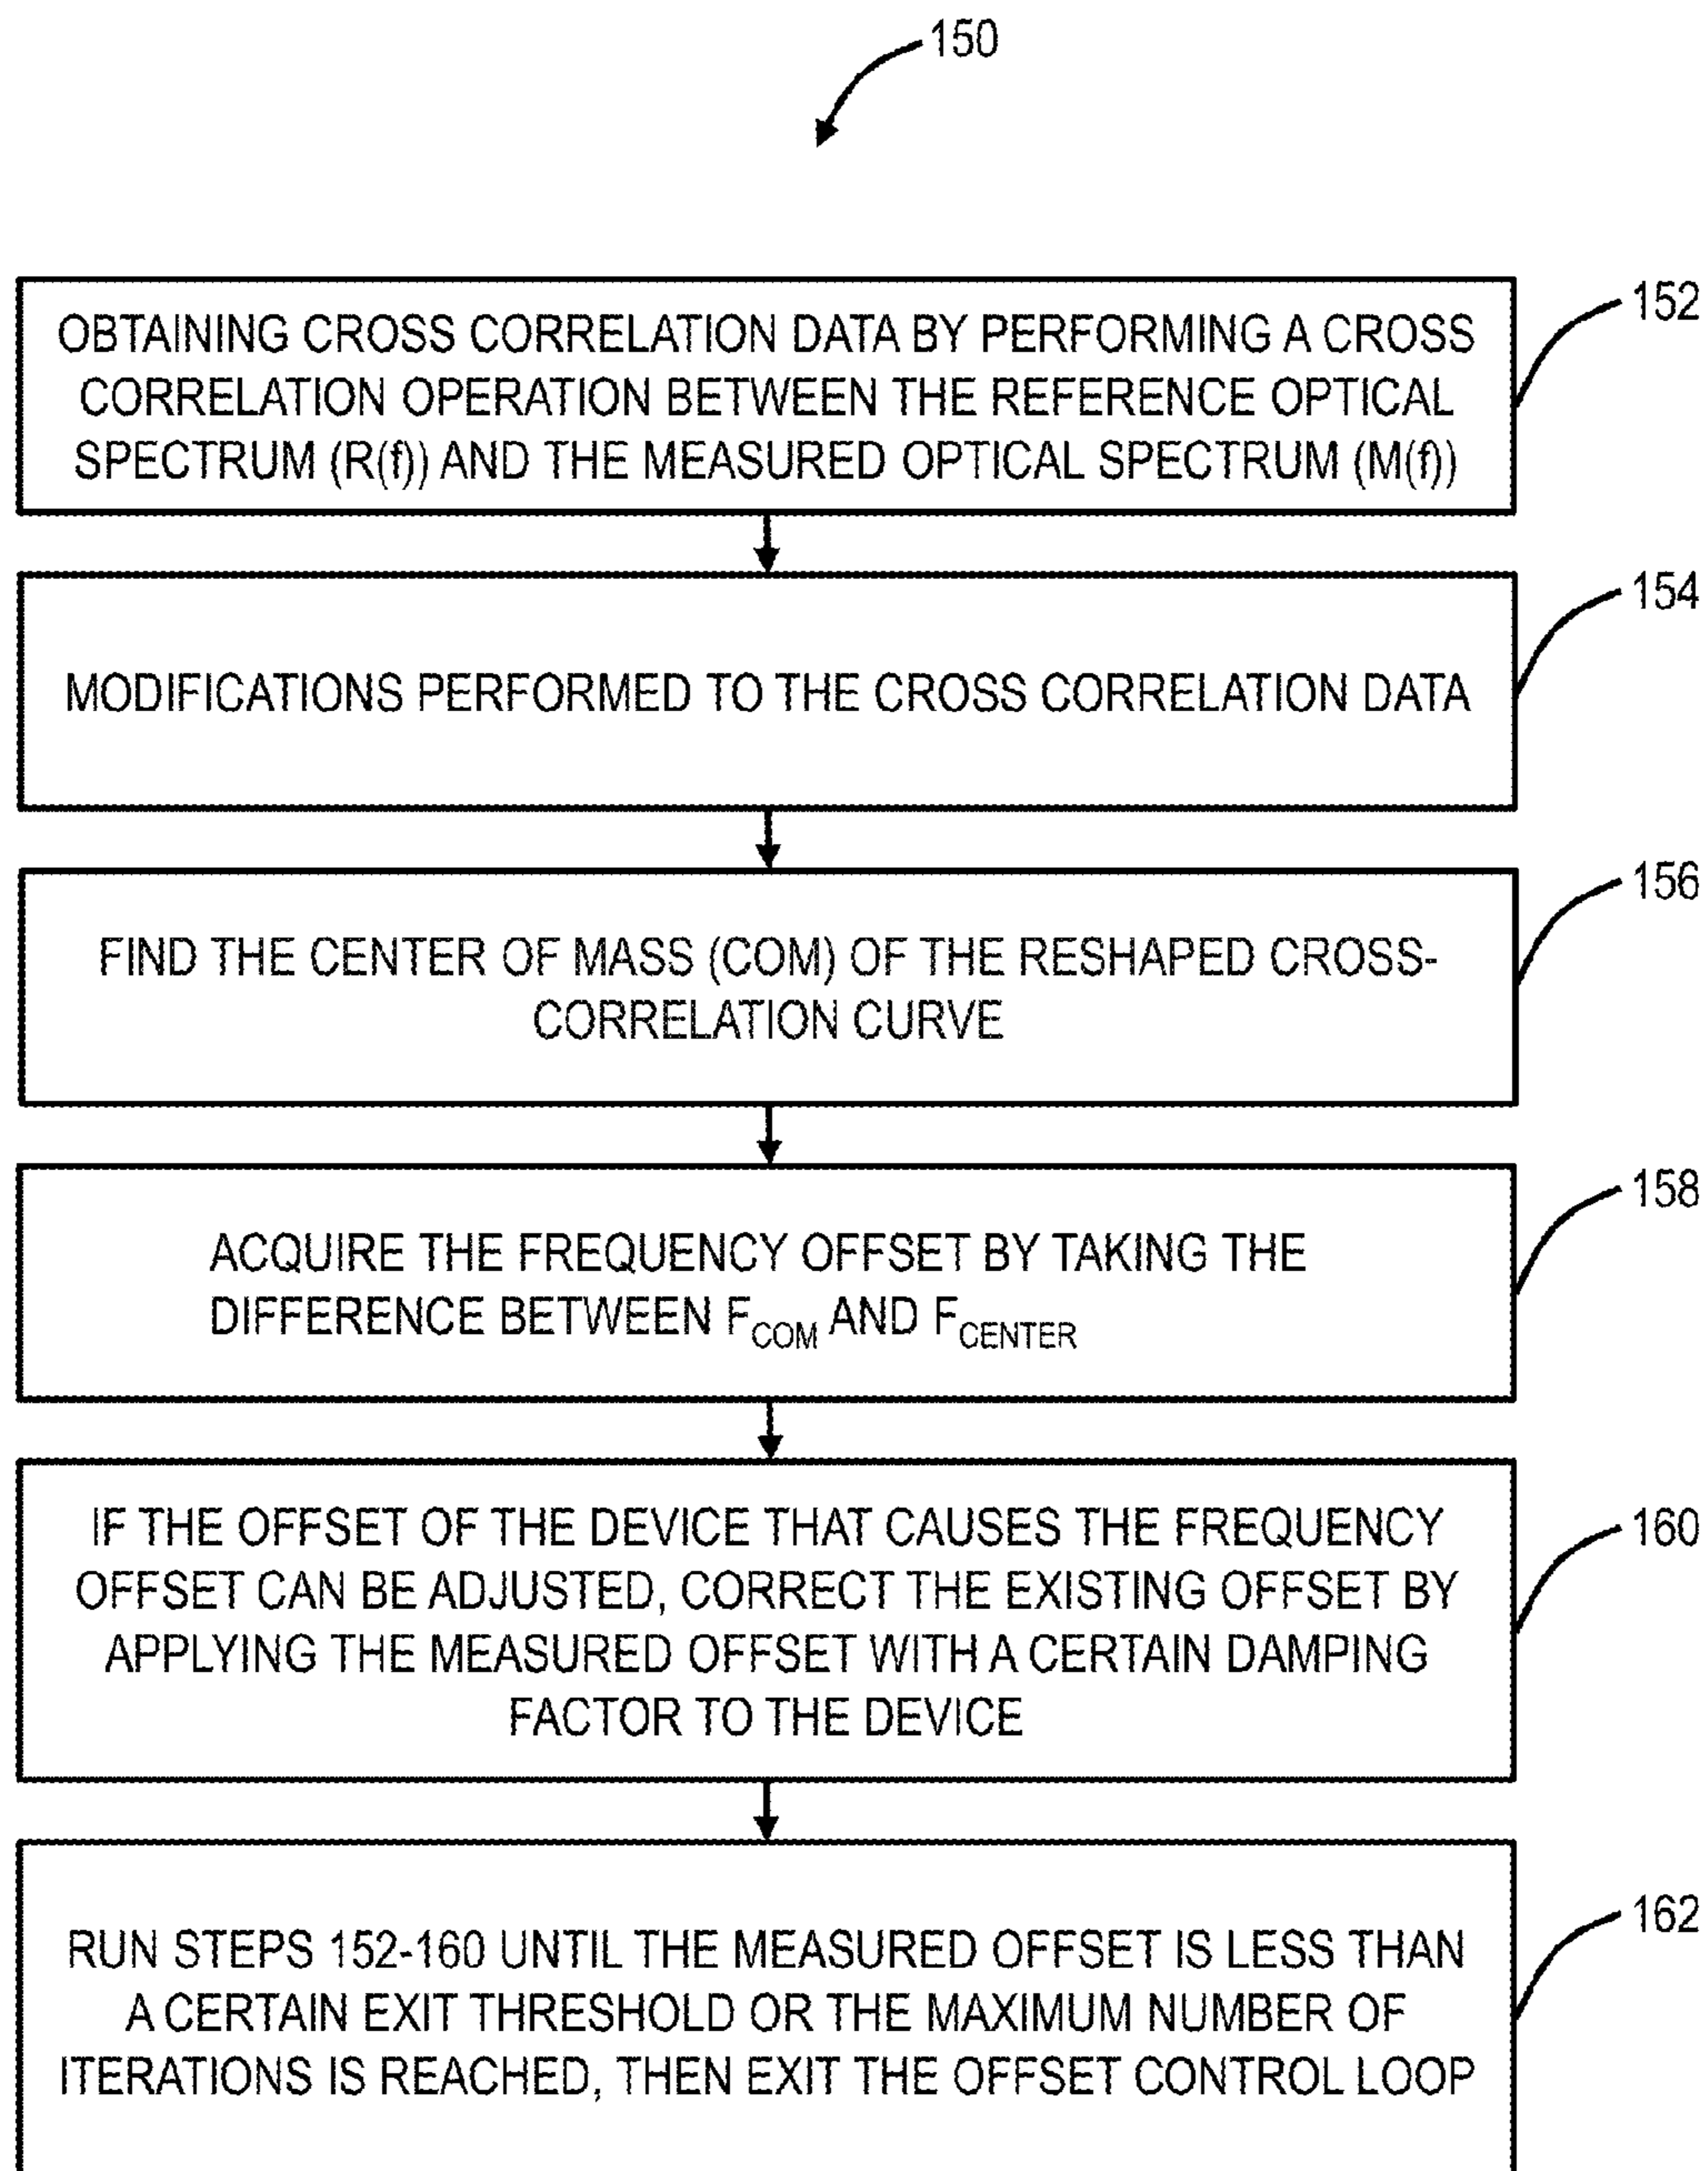 150
152
OBTAINING CROSS CORRELATION DATA BY PERFORMING A CROSS
CORRELATION OPERATION BETWEEN THE REFERENCE OPTICAL
SPECTRUM (R(f)) AND THE MEASURED OPTICAL SPECTRUM (M(f))
154
MODIFICATIONS PERFORMED TO THE CROSS CORRELATION DATA
156
FIND THE CENTER OF MASS (COM) OF THE RESHAPED CROSS-
CORRELATION CURVE
158
ACQUIRE THE FREQUENCY OFFSET BY TAKING THE
DIFFERENCE BETWEEN F_COM AND F_CENTER
160
IF THE OFFSET OF THE DEVICE THAT CAUSES THE FREQUENCY
OFFSET CAN BE ADJUSTED, CORRECT THE EXISTING OFFSET BY
APPLYING THE MEASURED OFFSET WITH A CERTAIN DAMPING
FACTOR TO THE DEVICE
162
RUN STEPS 152-160 UNTIL THE MEASURED OFFSET IS LESS THAN
A CERTAIN EXIT THRESHOLD OR THE MAXIMUM NUMBER OF
ITERATIONS IS REACHED, THEN EXIT THE OFFSET CONTROL LOOP